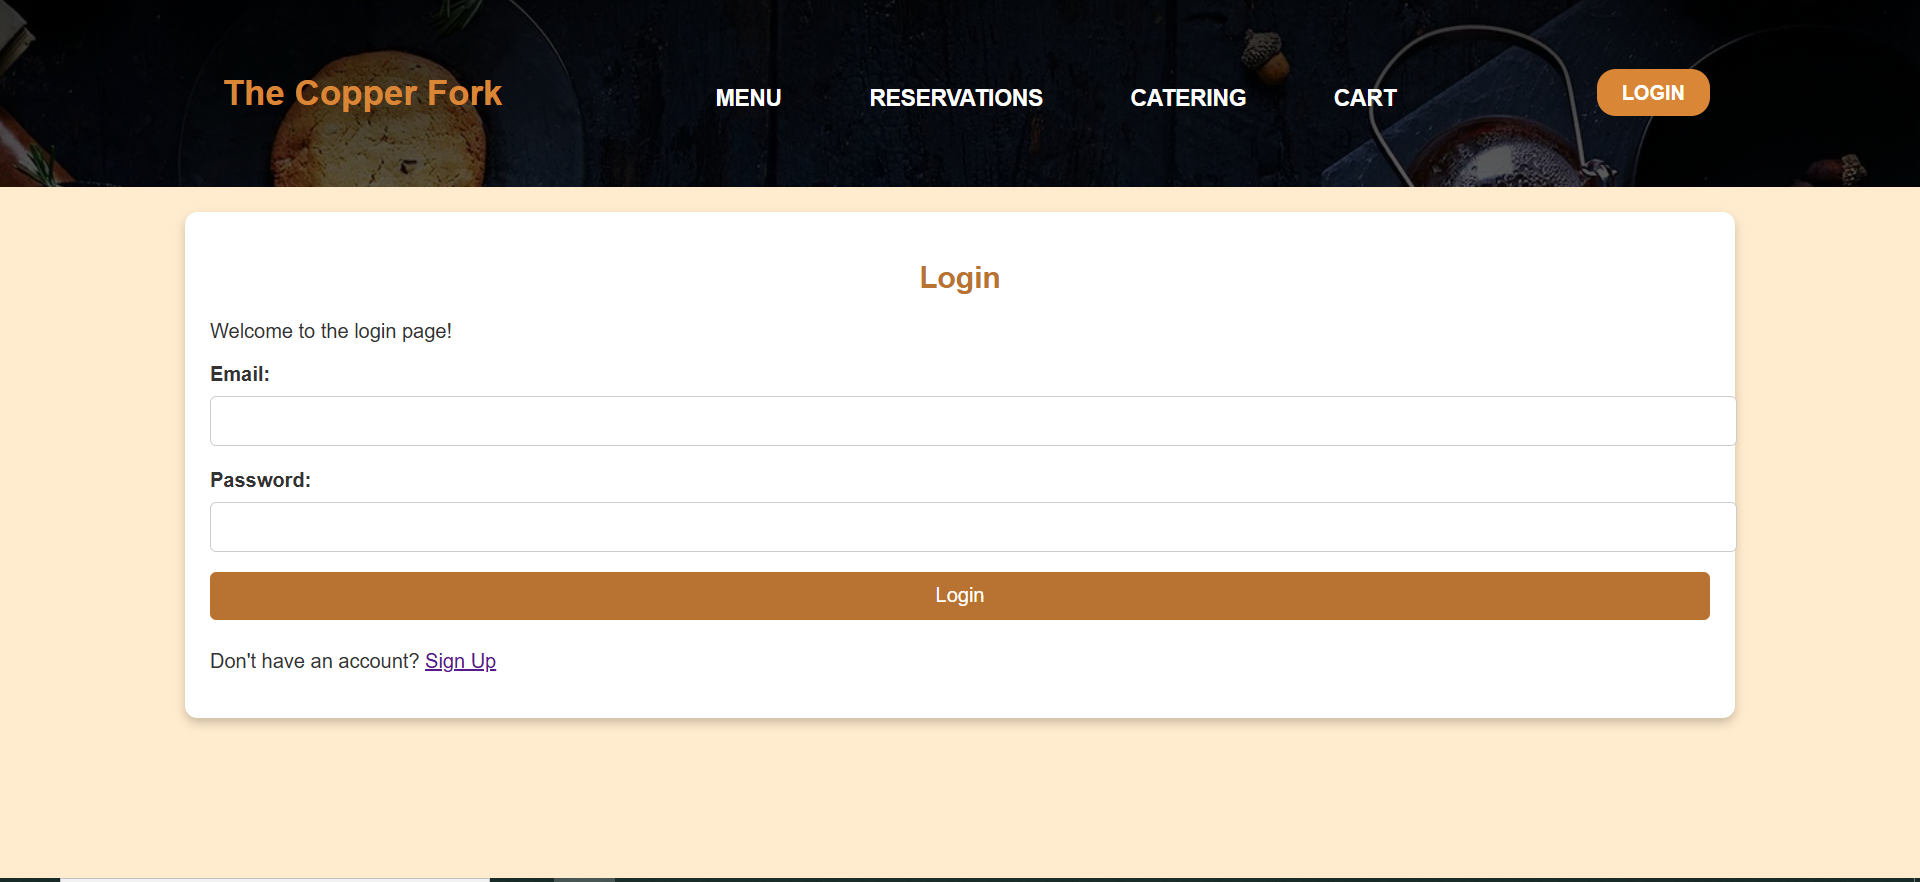 The Copper Fork
MENU RESERVATIONS CATERING CART
LOGIN
Login
Welcome to the login page!
Email:
Password:
Login
Don't have an account? Sign Up